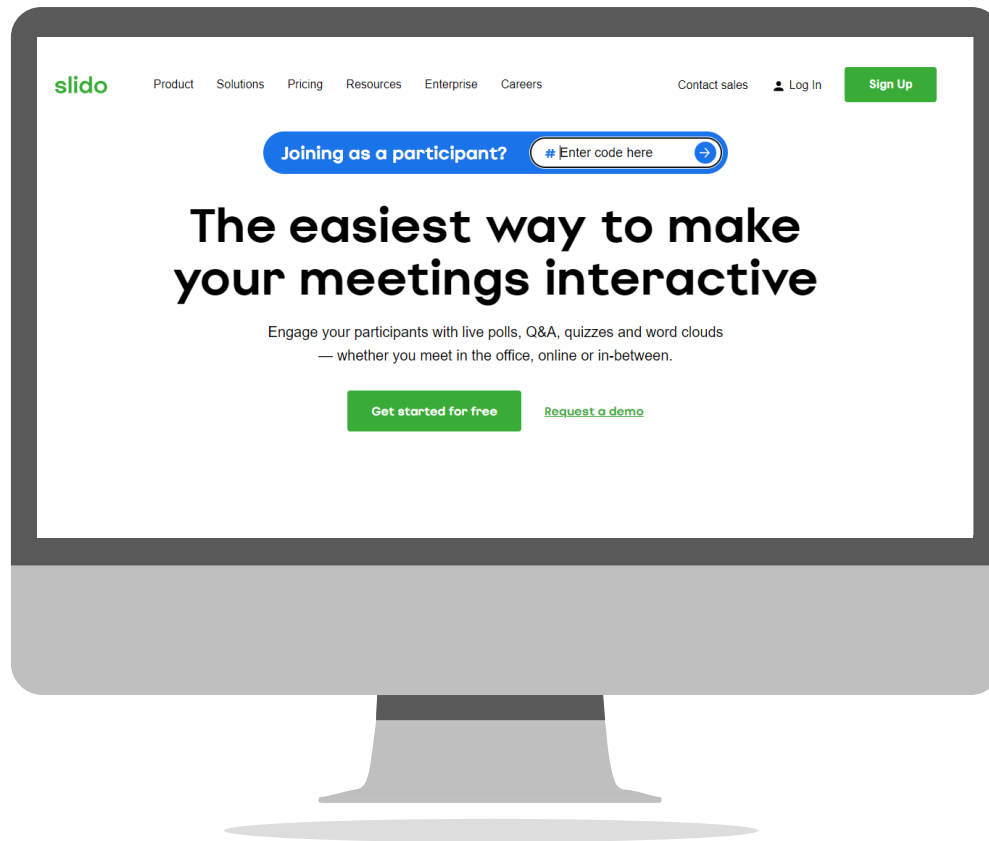 slido Product Solutions Pricing Resources Enterprise Careers Contact sales Log In Sign Up
Joining as a participant? # Enter code here
The easiest way to make
your meetings interactive
Engage your participants with live polls, Q&A, quizzes and word clouds
— whether you meet in the office, online or in-between.
Get started for free Request a demo